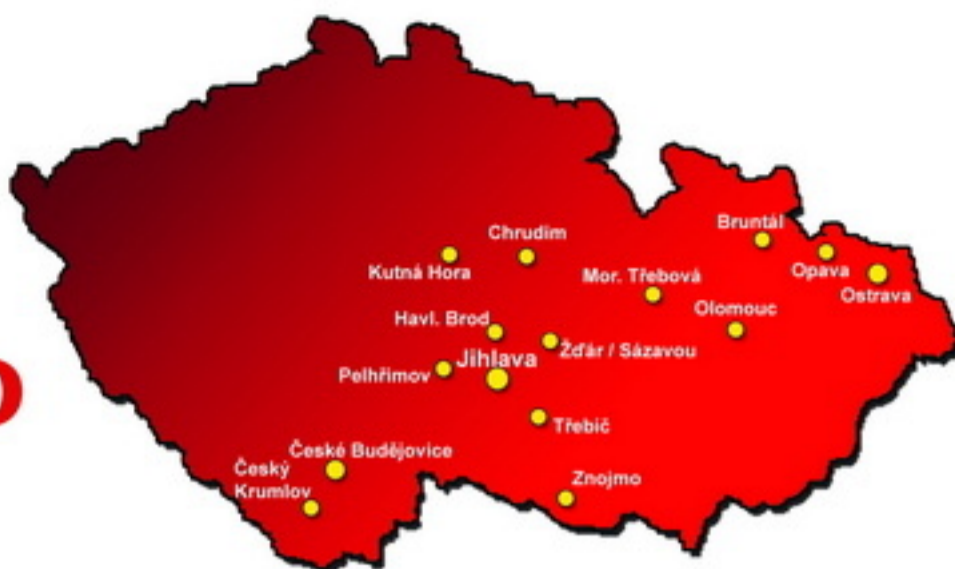 Bruntál
Chrudim
Opava
Kutná Hora
Mor. Třebová
Ostrava
Olomouc
Havl. Brod
Žďár / Sázavou
Jihlava
Pelhřimov
Třebíč
České Budějovice
Český
Krumlov
Znojmo